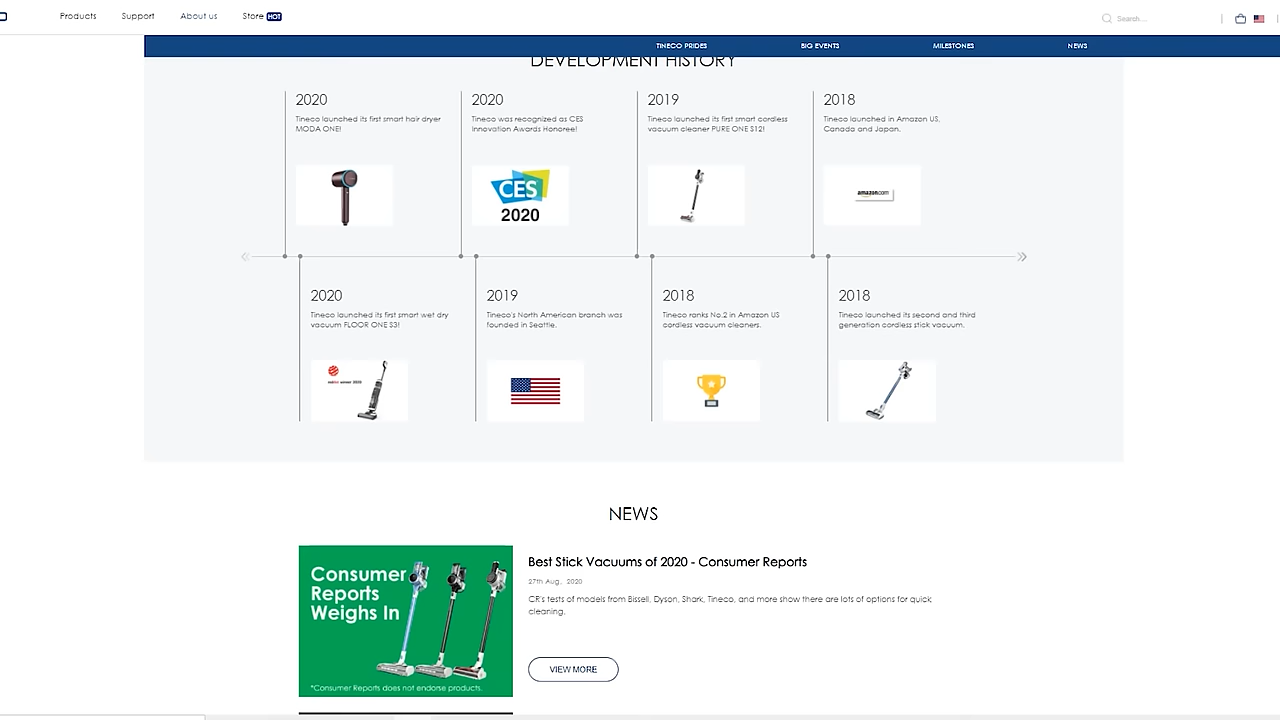 Products
Support
About us
Store HOT
Search...
TINECO PRIDES
BIG EVENTS
MILESTONES
NEWS
DEVELOPMENT HISTORY
2020
Tineco launched its first smart hair dryer
MODA ONE!
2020
Tineco was recognized as CES
Innovation Awards Honoree!
CES
2020
2019
Tineco launched its first smart cordless
vacuum cleaner PURE ONE S12!
2018
Tineco launched in Amazon US,
Canada and Japan.
amazon.com
2020
Tineco launched its first smart wet dry
vacuum FLOOR ONE S3!
winner 2020
2019
Tineco's North American branch was
founded in Seattle.
2018
Tineco ranks No.2 in Amazon US
cordless vacuum cleaners.
2018
Tineco launched its second and third
generation cordless stick vacuum.
NEWS
Consumer
Reports
Weighs In
*Consumer Reports does not endorse products.
Best Stick Vacuums of 2020 - Consumer Reports
27th Aug, 2020
CR's tests of models from Bissell, Dyson, Shark, Tineco, and more show there are lots of options for quick
cleaning.
VIEW MORE